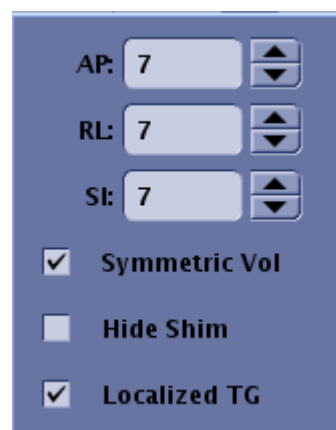 AP: 7
RL: 7
SI: 7
Symmetric Vol
Hide Shim
Localized TG